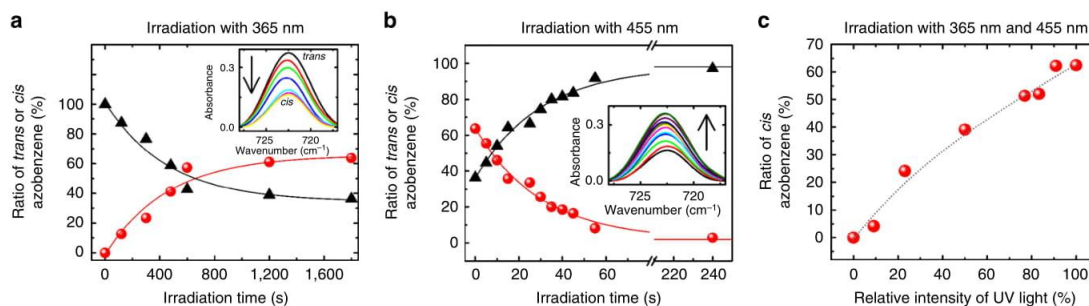 a
Irradiation with 365 nm
Ratio of trans or cis
azobenzene (%)
140
120
100
80
60
40
20
0
0 400 800 1,200 1,600
Irradiation time (s)
Absorbance
0.3
0.0
trans
cis
725 720
Wavenumber (cm⁻¹)
b
Irradiation with 455 nm
Ratio of trans or cis
azobenzene (%)
120
100
80
60
40
20
0
0 20 40 60 220 240
Irradiation time (s)
Absorbance
0.3
0.0
725 720
Wavenumber (cm⁻¹)
c
Irradiation with 365 nm and 455 nm
Ratio of cis
azobenzene (%)
70
60
50
40
30
20
10
0
0 20 40 60 80 100
Relative intensity of UV light (%)